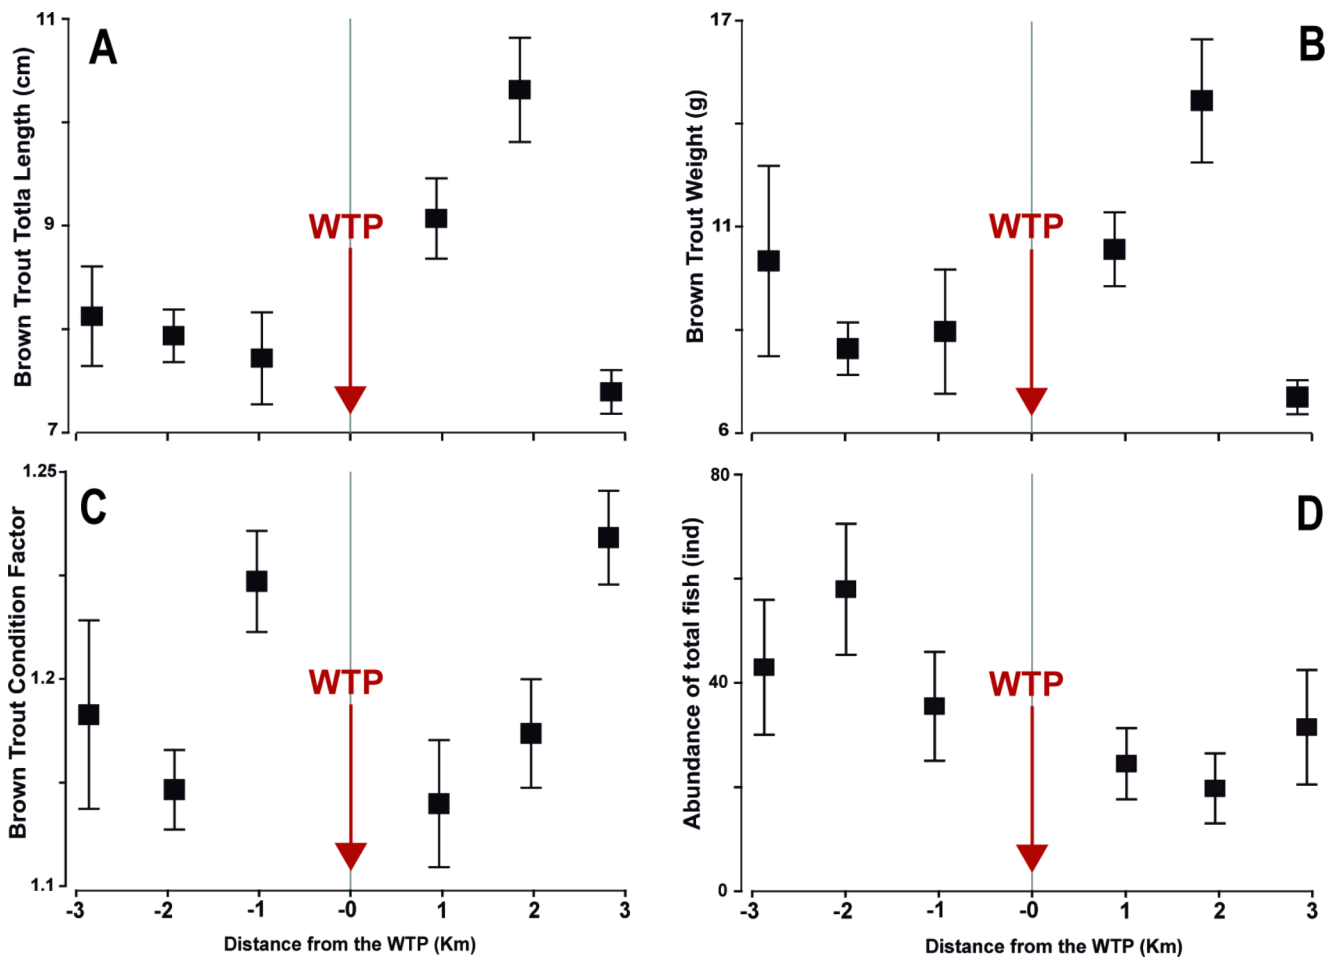 A
Brown Trout Totla Length (cm)
11
9
7
WTP
B
Brown Trout Weight (g)
17
11
6
WTP
C
Brown Trout Condition Factor
1.25
1.2
1.1
WTP
-3 -2 -1 -0 1 2 3
Distance from the WTP (Km)
D
Abundance of total fish (ind)
80
40
0
WTP
-3 -2 -1 -0 1 2 3
Distance from the WTP (Km)